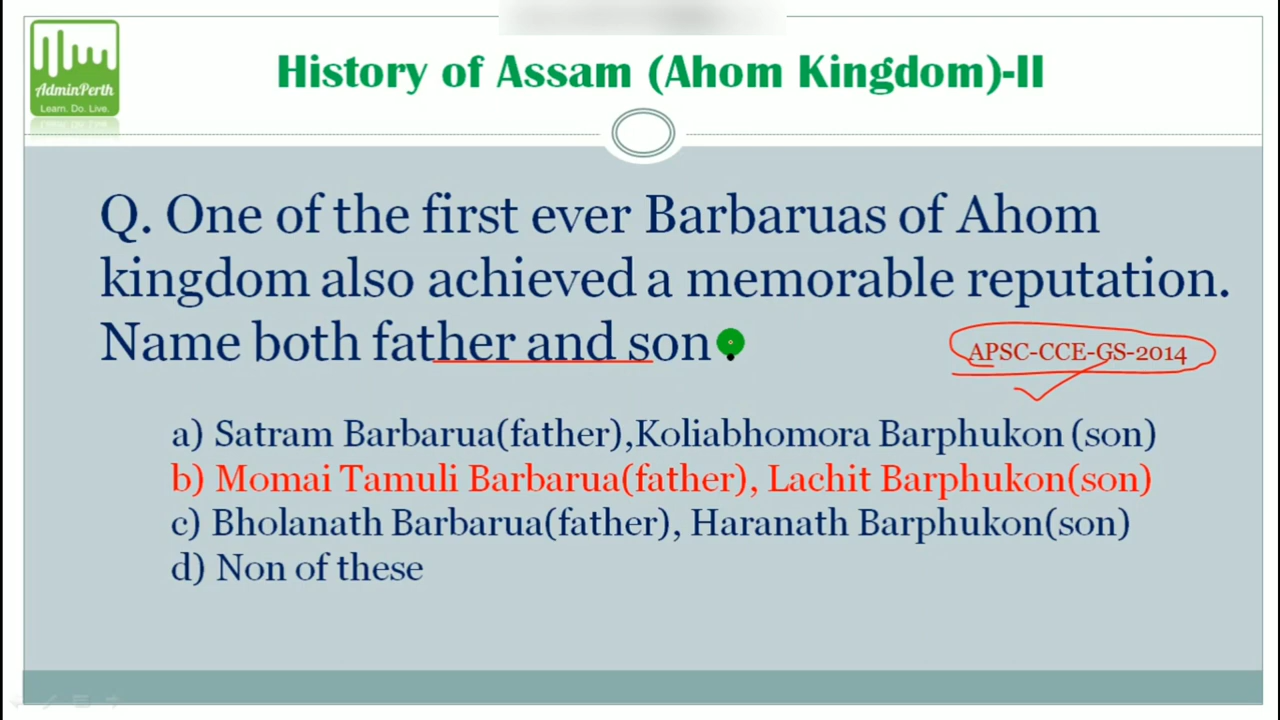 AdminPerth
Learn. Do. Live.
History of Assam (Ahom Kingdom)-II
Q. One of the first ever Barbaruas of Ahom
kingdom also achieved a memorable reputation.
Name both father and son
APSC-CCE-GS-2014
a) Satram Barbarua(father),Koliabhomora Barphukon (son)
b) Momai Tamuli Barbarua(father), Lachit Barphukon(son)
c) Bholanath Barbarua(father), Haranath Barphukon(son)
d) Non of these